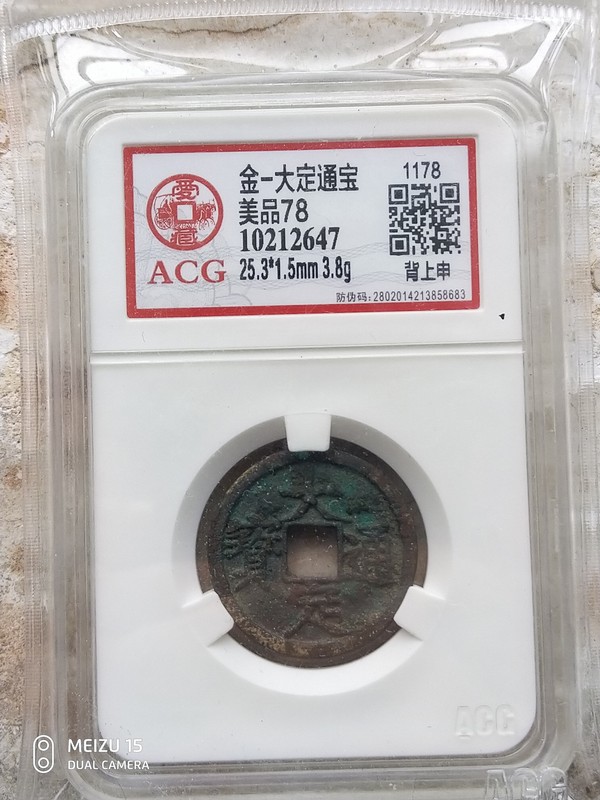 金-大定通宝
1178
美品78
10212647
ACG
25.3*1.5mm 3.8g
背上申
防伪码:2802014213858683
大定通寶
ACG
ACG
MEIZU 15
DUAL CAMERA